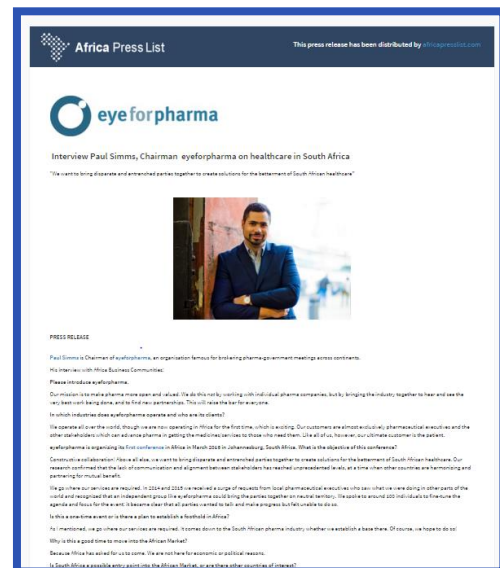 Africa Press List
This press release has been distributed by africapresslist.com
eyeforpharma
Interview Paul Simms, Chairman eyeforpharma on healthcare in South Africa
"We want to bring disparate and entrenched parties together to create solutions for the betterment of South African healthcare"
PRESS RELEASE
Paul Simms is Chairman of eyeforpharma, an organisation famous for brokering pharma-government meetings across continents.
His interview with Africa Business Communities:
Please introduce eyeforpharma.
Our mission is to make pharma more open and valued. We do this not by working with individual pharma companies, but by bringing the industry together to hear and see the
very best work being done, and to find new partnerships. This will raise the bar for everyone.
In which industries does eyeforpharma operate and who are its clients?
We operate all over the world, though we are now operating in Africa for the first time, which is exciting. Our customers are almost exclusively pharmaceutical executives and the
other stakeholders which can advance pharma in getting the medicines/services to those who need them. Like all of us, however, our ultimate customer is the patient.
eyeforpharma is organizing its first conference in Africa in March 2016 in Johannesburg, South Africa. What is the objective of this conference?
Constructive collaboration! Above all else, we want to bring disparate and entrenched parties together to create solutions for the betterment of South African healthcare. Our
research confirmed that the lack of communication and alignment between stakeholders has reached unprecedented levels, at a time when other countries are harmonising and
partnering for mutual benefit.
We go where our services are required. In 2014 and 2015 we received a surge of requests from local pharmaceutical executives who saw what we were doing in other parts of the
world and recognized that an independent group like eyeforpharma could bring the parties together on neutral territory. We spoke to around 100 individuals to fine-tune the
agenda and focus for the event. It became clear that all parties wanted to talk and make progress but felt unable to do so.
Is this a one-time event or is there a plan to establish a foothold in Africa?
As I mentioned, we go where our services are required. It comes down to the South African pharma industry whether we establish a base there. Of course, we hope to do so!
Why is this a good time to move into the African Market?
Because Africa has asked for us to come. We are not here for economic or political reasons.
Is South Africa a possible entry point into the African Market, or are there other countries of interest?